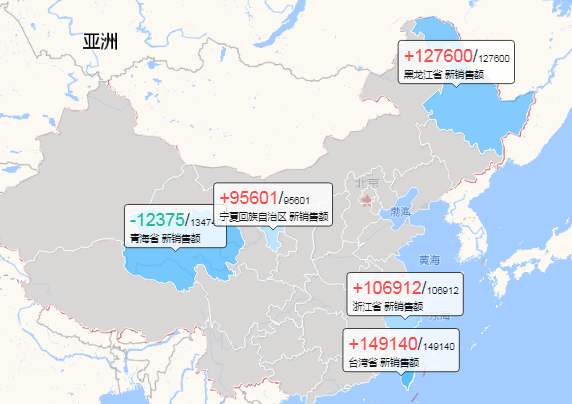 亚洲
+127600/127600
黑龙江省 新销售额
北京
+95601/95601
宁夏回族自治区 新销售额
渤海
-12375/13474
青海省 新销售额
黄海
+106912/106912
浙江省 新销售额
东海
+149140/149140
台湾省 新销售额